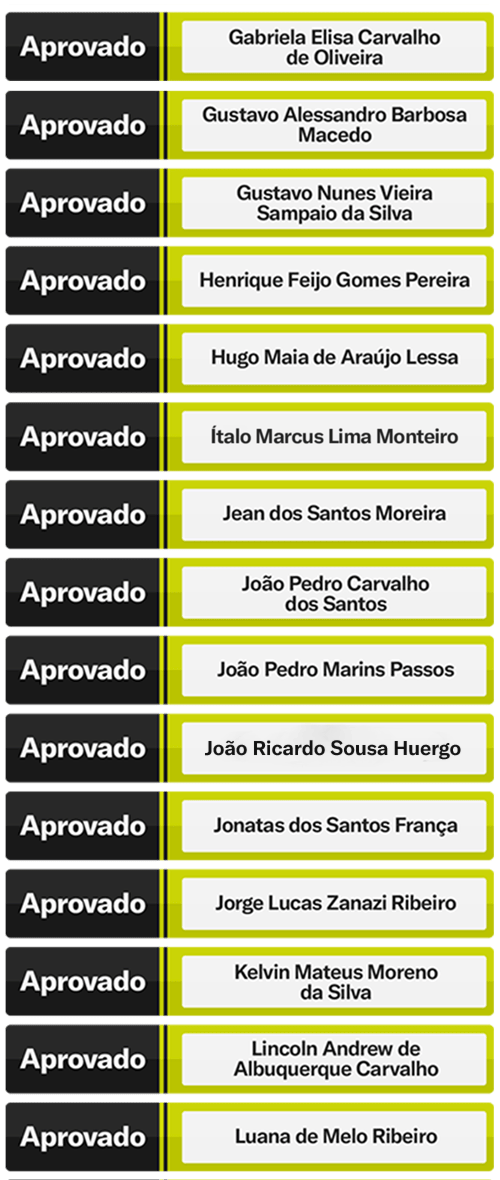 Aprovado
Gabriela Elisa Carvalho
de Oliveira
Aprovado
Gustavo Alessandro Barbosa
Macedo
Aprovado
Gustavo Nunes Vieira
Sampaio da Silva
Aprovado
Henrique Feijo Gomes Pereira
Aprovado
Hugo Maia de Araújo Lessa
Aprovado
Ítalo Marcus Lima Monteiro
Aprovado
Jean dos Santos Moreira
Aprovado
João Pedro Carvalho
dos Santos
Aprovado
João Pedro Marins Passos
Aprovado
João Ricardo Sousa Huergo
Aprovado
Jonatas dos Santos França
Aprovado
Jorge Lucas Zanazi Ribeiro
Aprovado
Kelvin Mateus Moreno
da Silva
Aprovado
Lincoln Andrew de
Albuquerque Carvalho
Aprovado
Luana de Melo Ribeiro